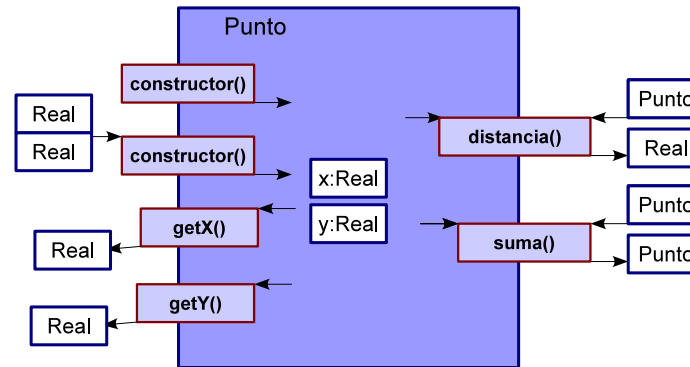 Punto
constructor()
Real
Real
constructor()
x:Real
y:Real
getX()
Real
getY()
Real
Punto
distancia()
Real
Punto
suma()
Punto